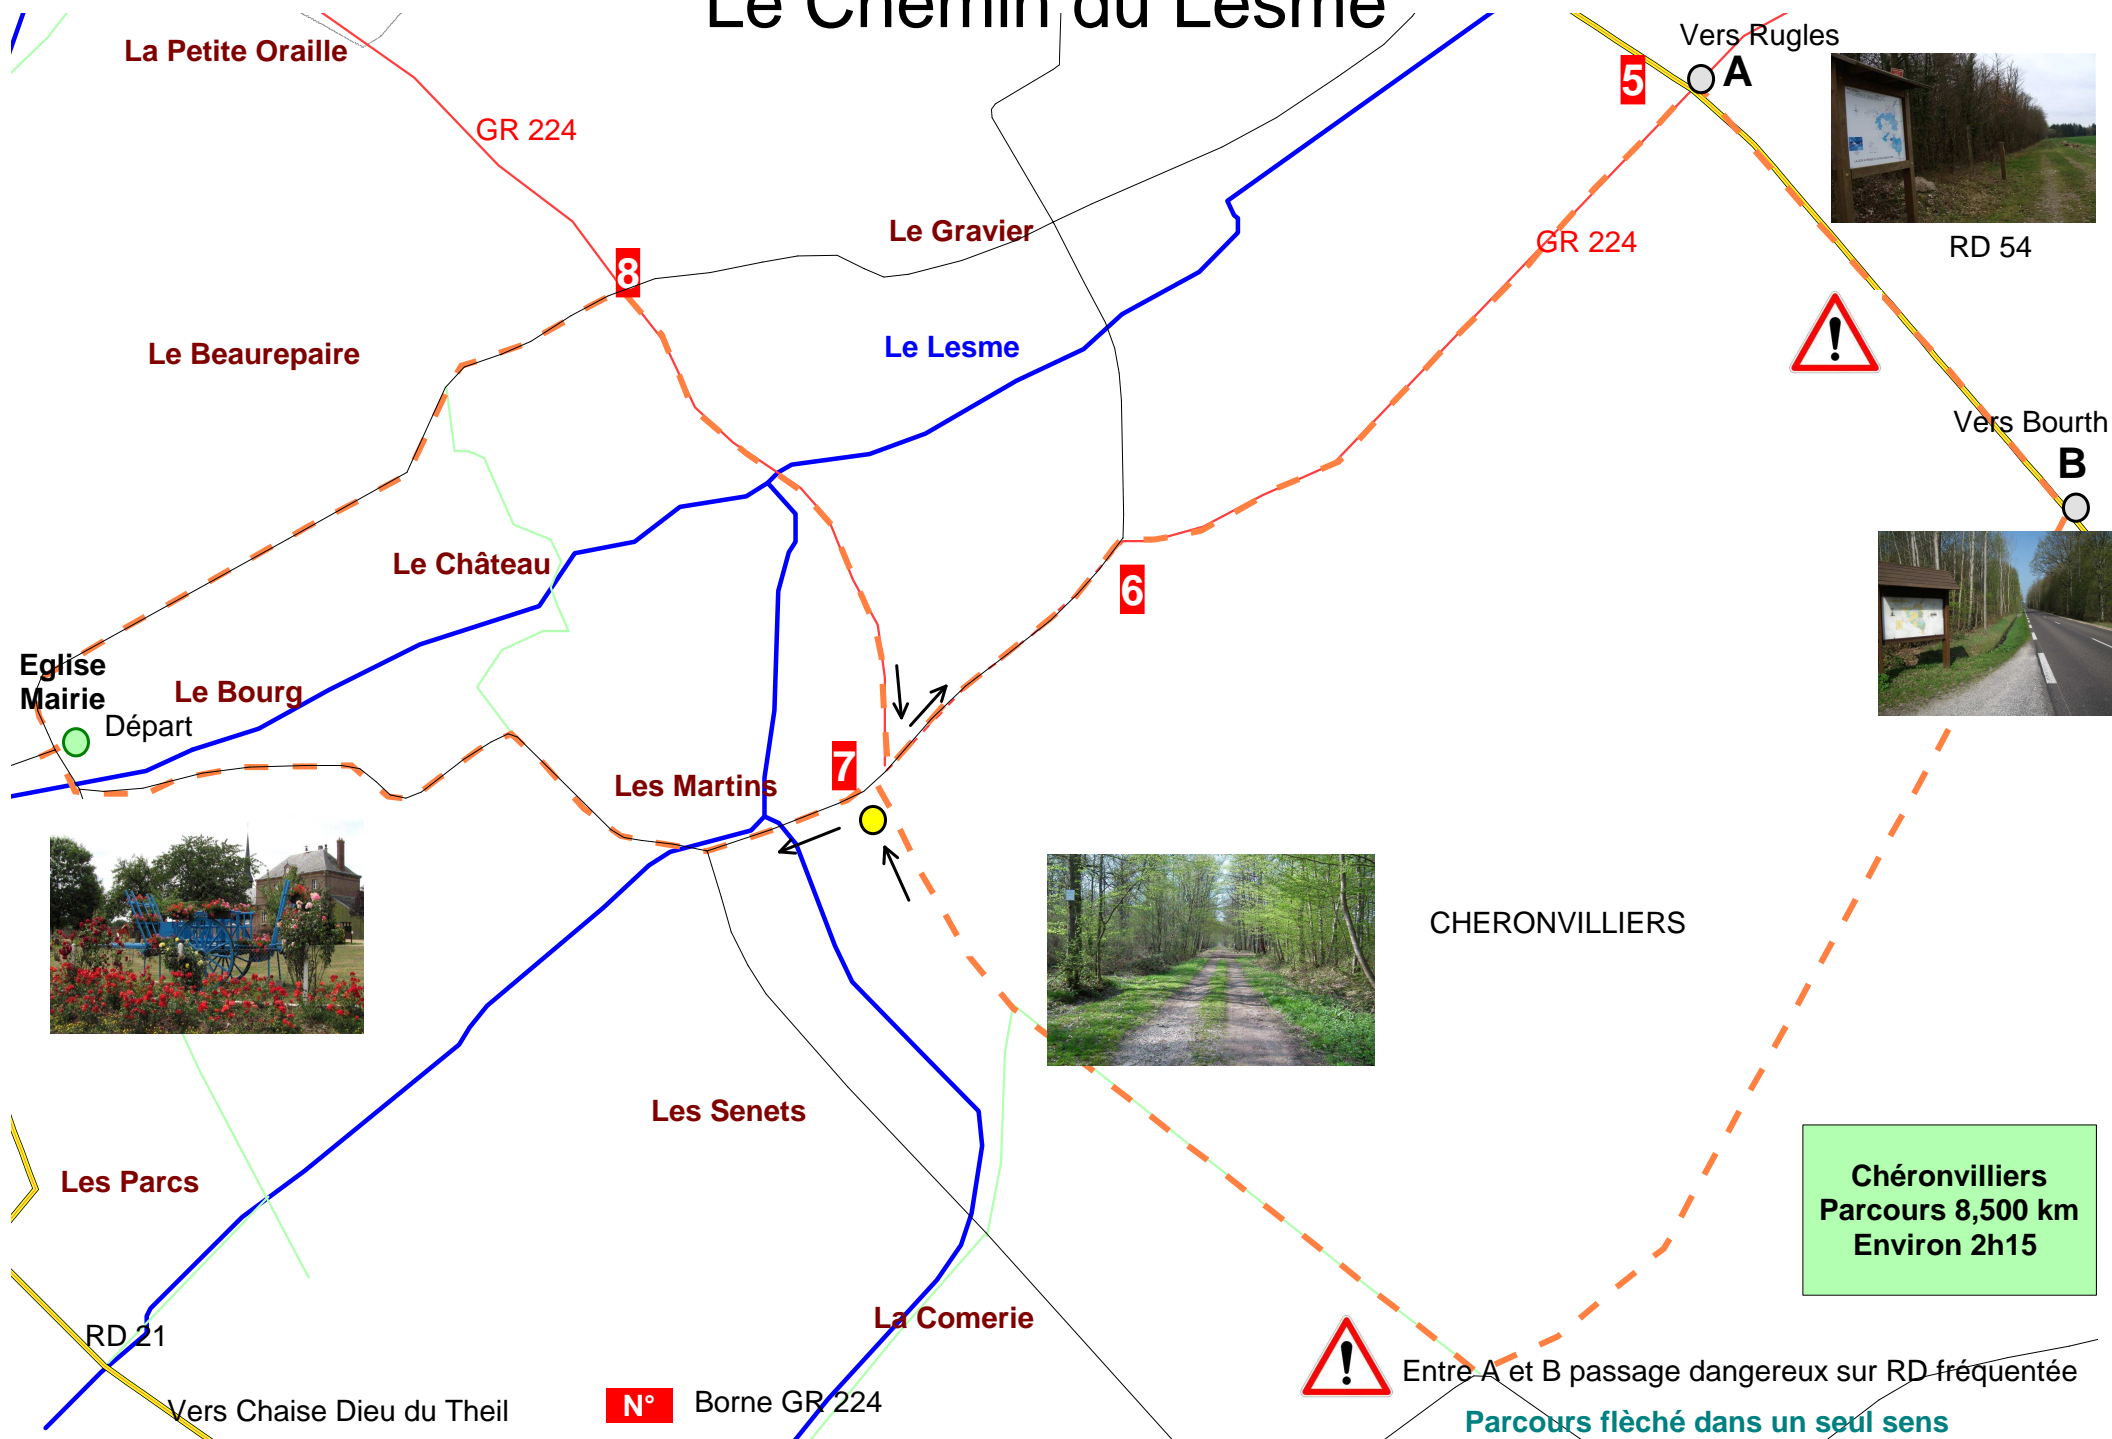 Le Chemin du Lesme
Vers Rugles
La Petite Oraille
5
A
GR 224
Le Gravier
GR 224
RD 54
8
Le Beaurepaire
Le Lesme
Vers Bourth
B
Le Château
6
Eglise
Mairie
Le Bourg
Départ
7
Les Martins
CHERONVILLIERS
Les Senets
Les Parcs
Chéronvilliers
Parcours 8,500 km
Environ 2h15
La Comerie
RD 21
Entre A et B passage dangereux sur RD fréquentée
Vers Chaise Dieu du Theil
N° Borne GR 224
Parcours flèché dans un seul sens